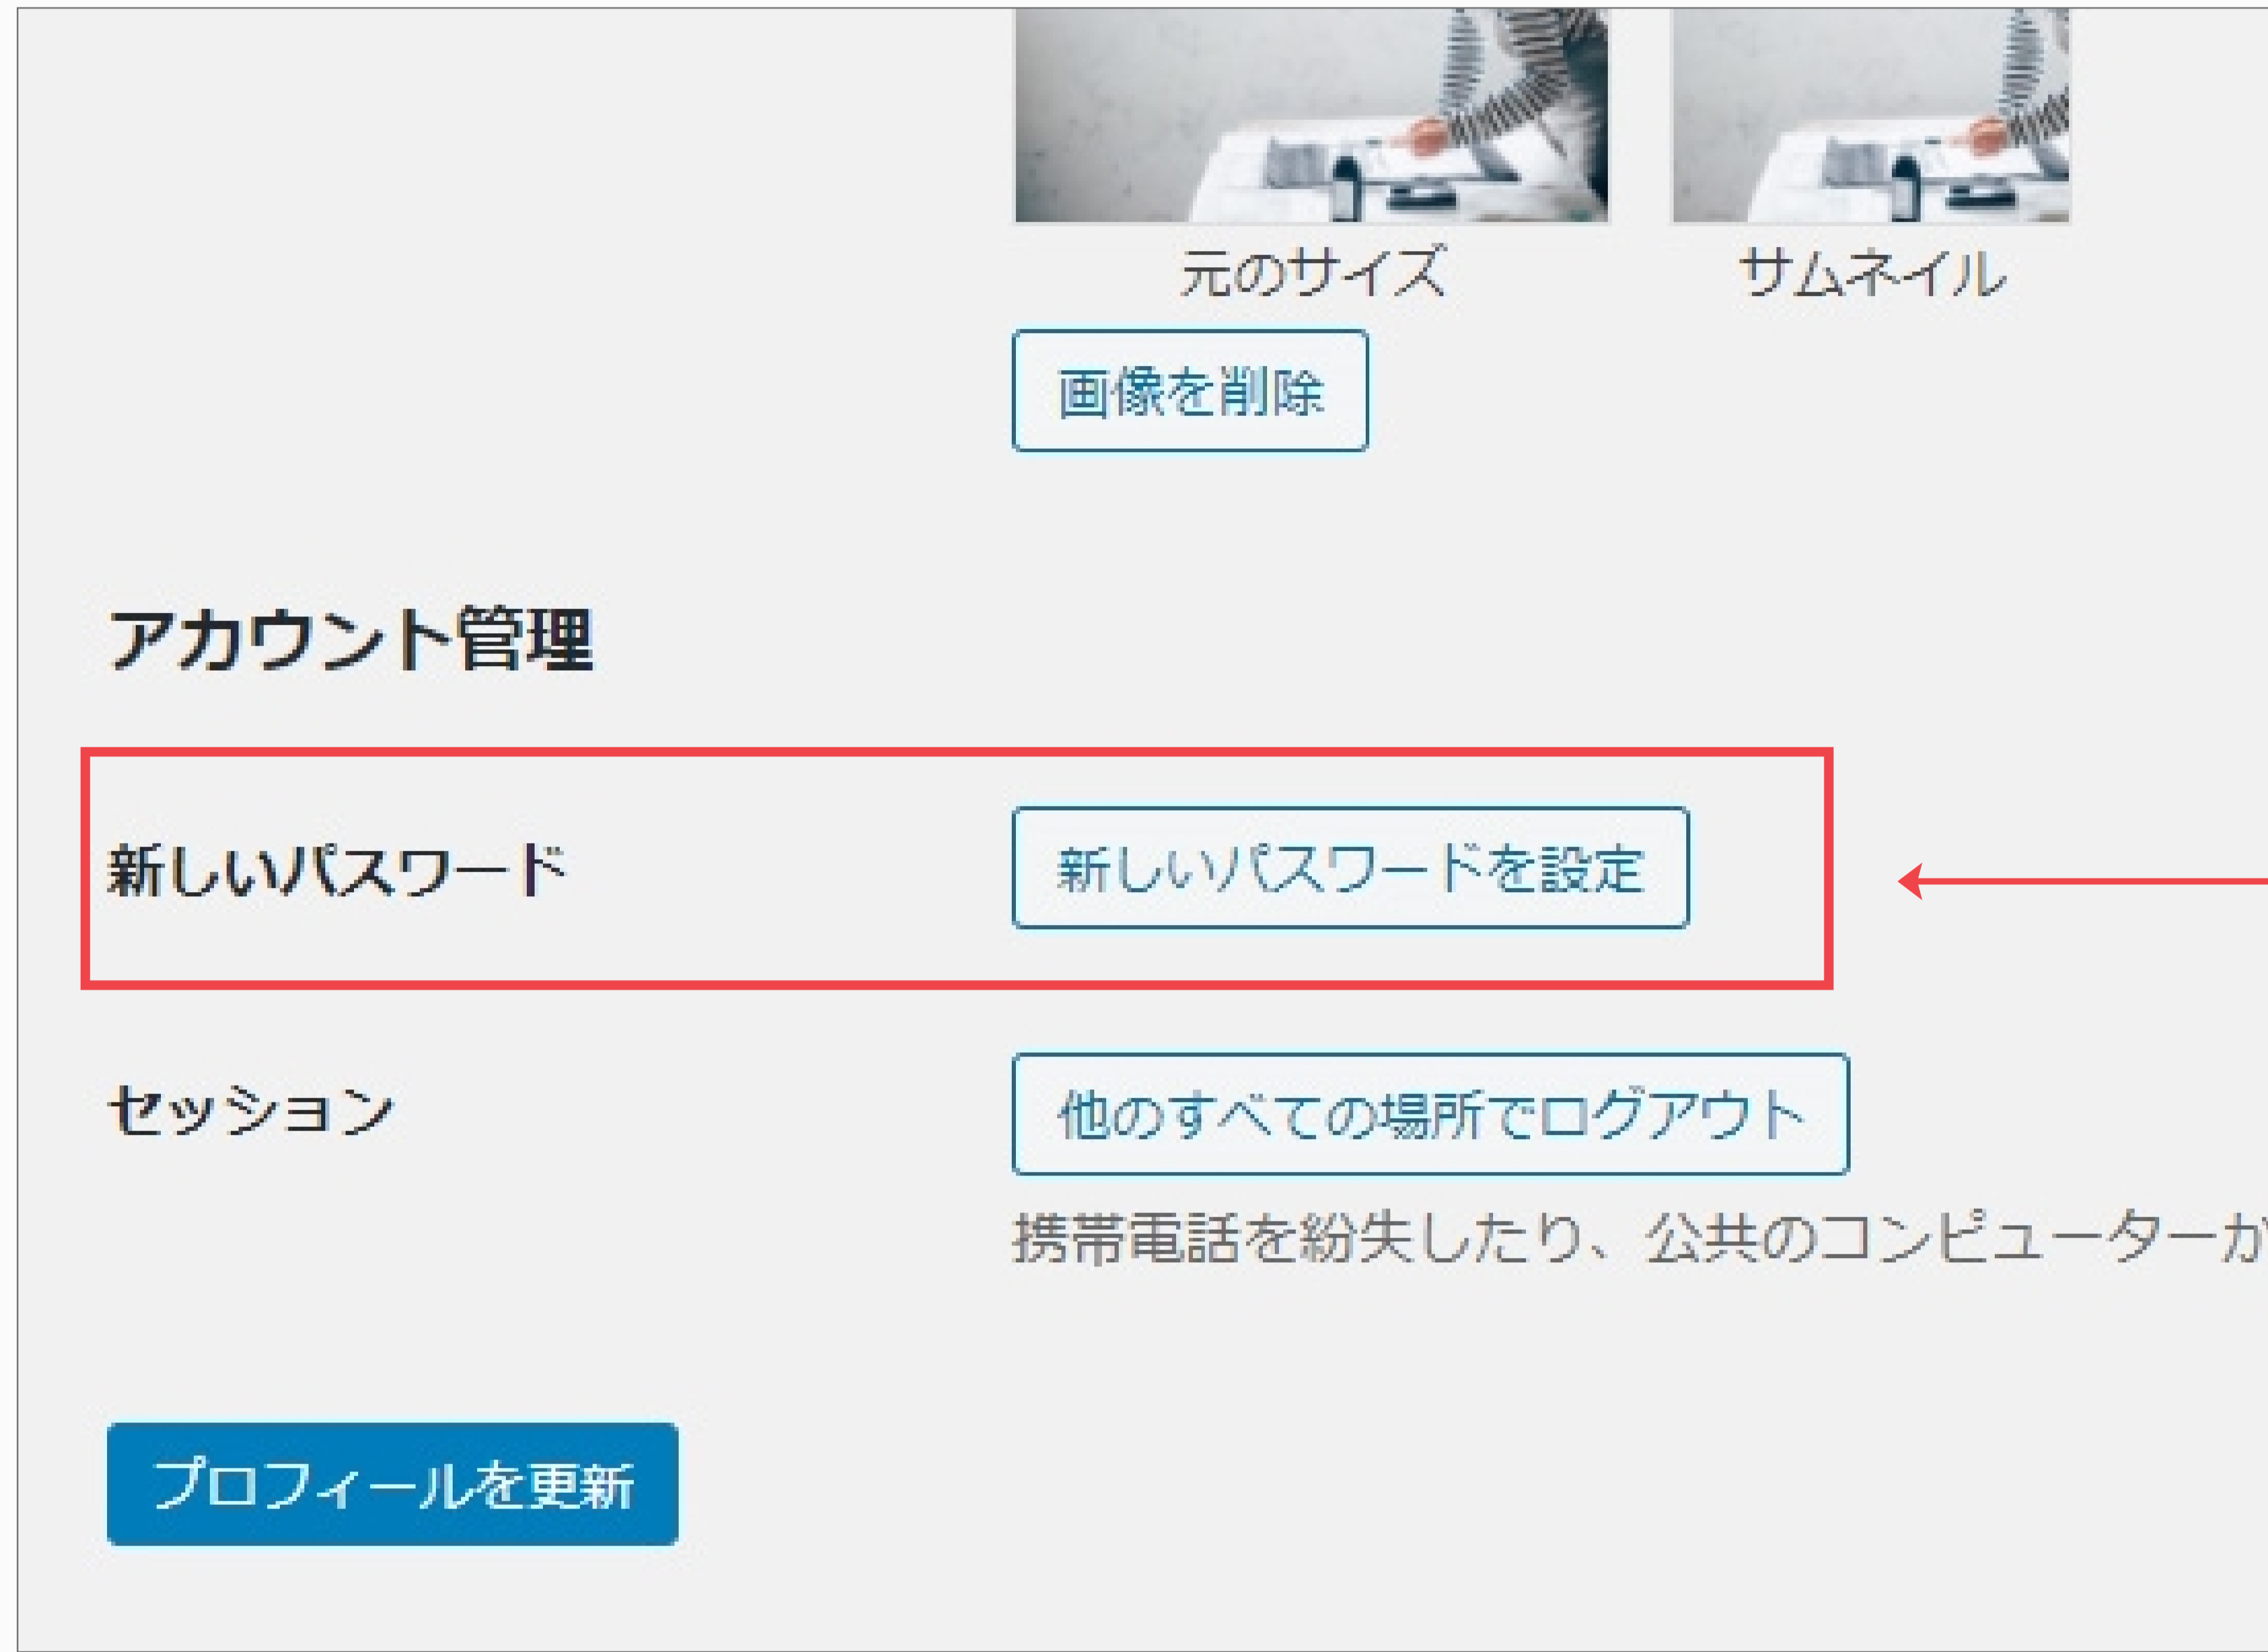 元のサイズ
サムネイル
画像を削除
アカウント管理
新しいパスワード
新しいパスワードを設定
セッション
他のすべての場所でログアウト
携帯電話を紛失したり、公共のコンピューターか
プロフィールを更新